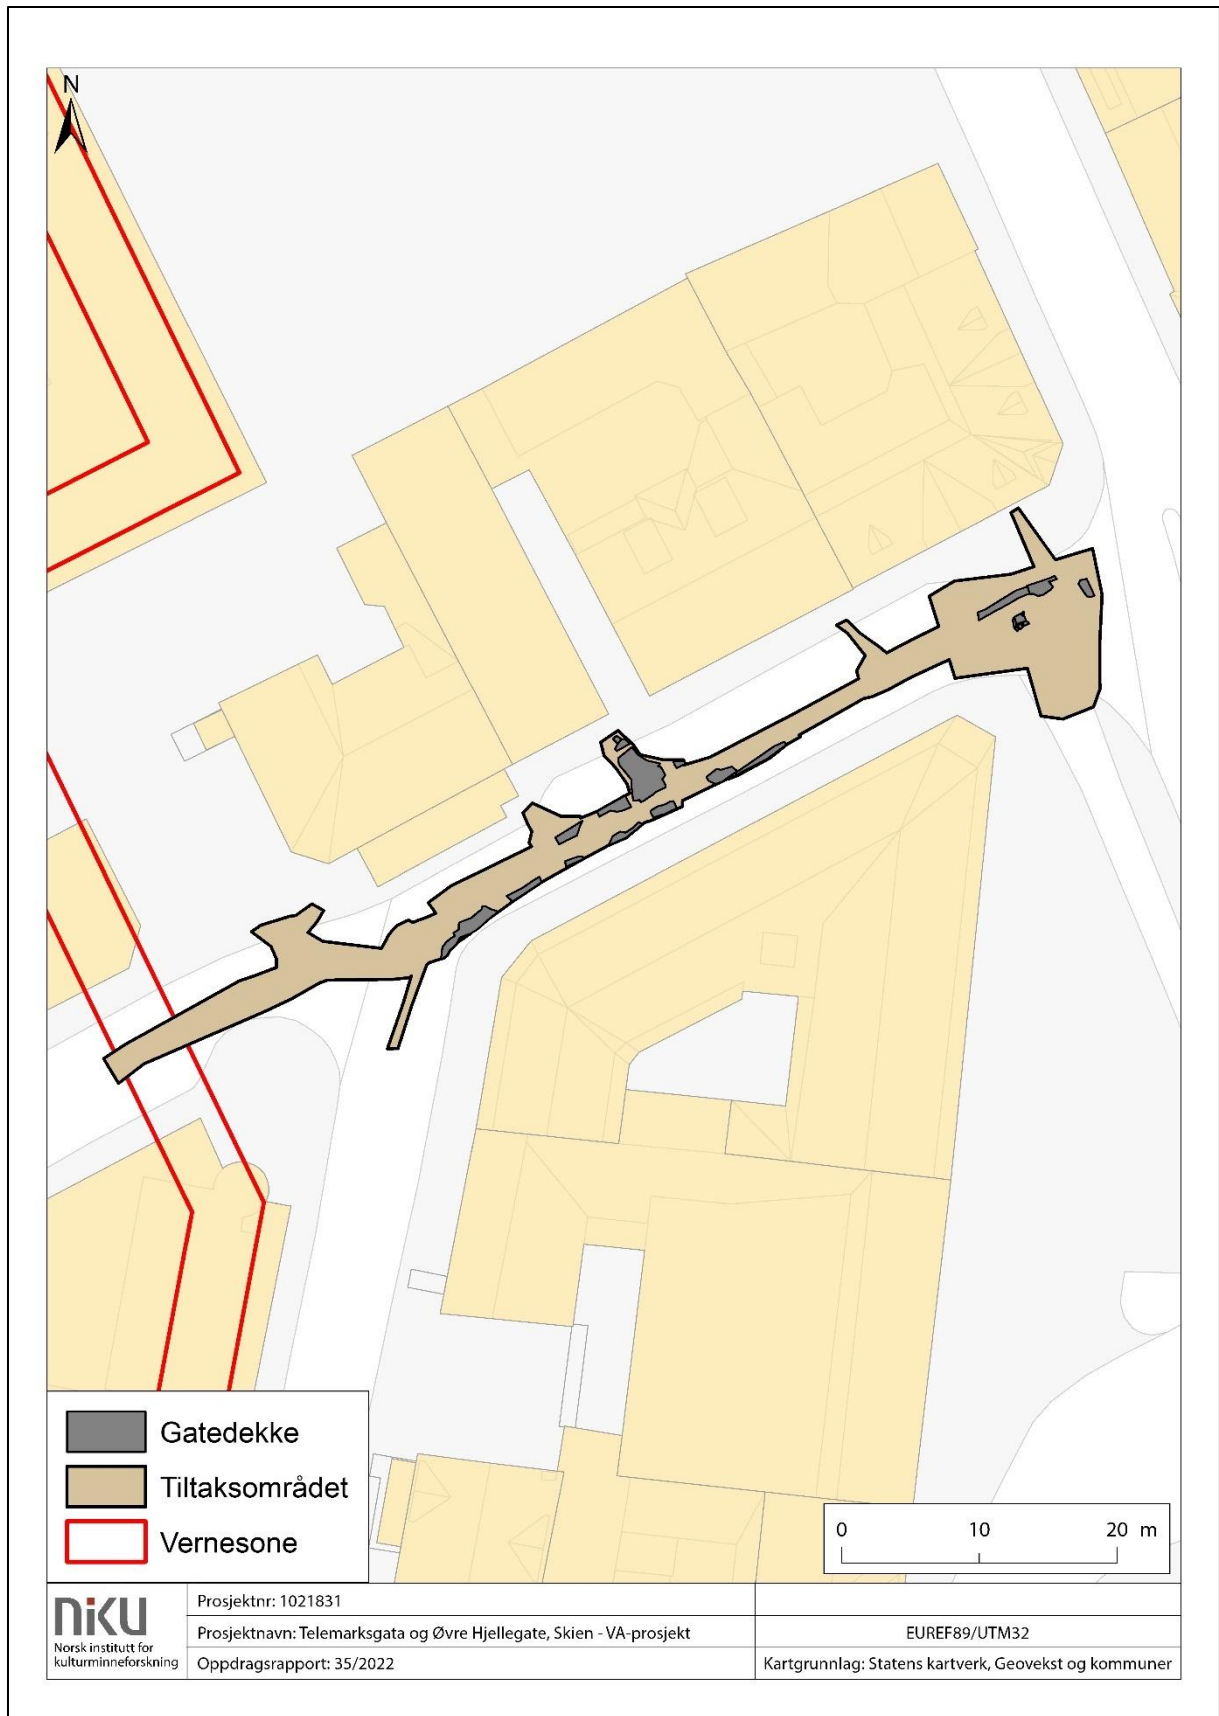 N
Gatedekke
Tiltaksområdet
Vernesone
0 10 20 m
niku
Norsk institutt for
kulturminneforskning
Prosjektnr: 1021831
Prosjektnavn: Telemarksgata og Øvre Hjellegate, Skien - VA-prosjekt
Oppdragsrapport: 35/2022
EUREF89/UTM32
Kartgrunnlag: Statens kartverk, Geovekst og kommuner